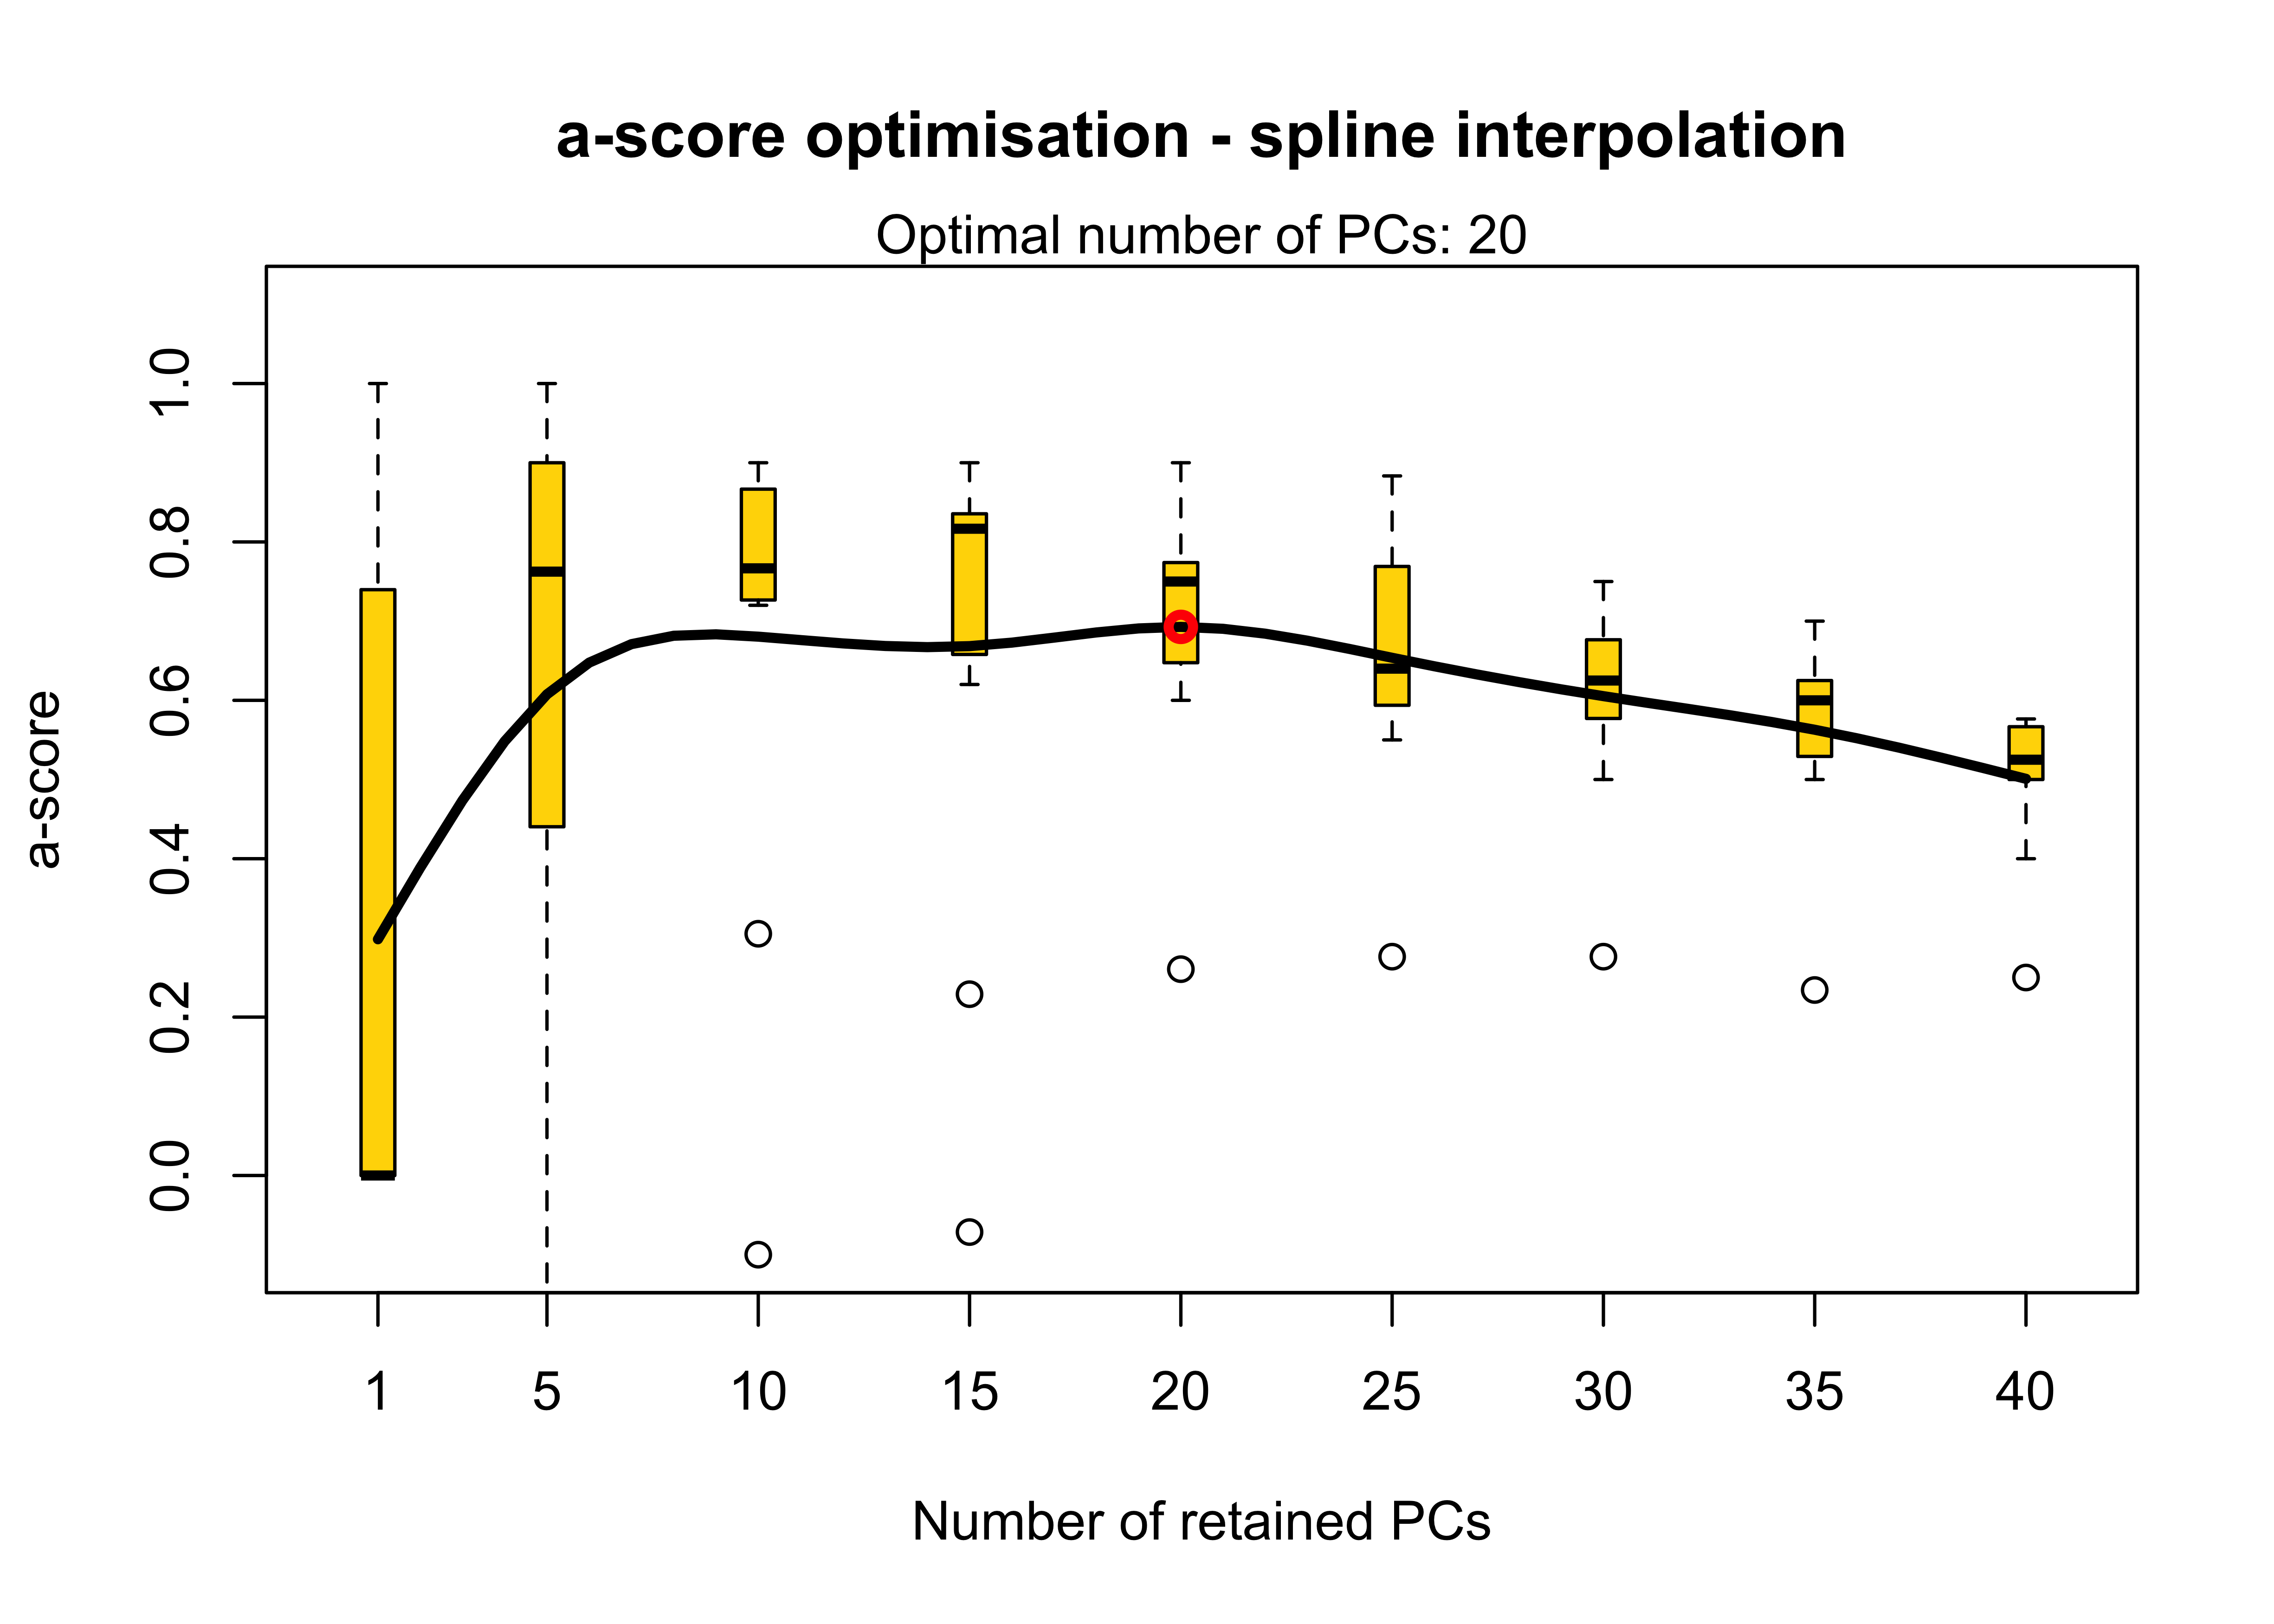 a-score optimisation - spline interpolation
Optimal number of PCs: 20
a-score
1.0
0.8
0.6
0.4
0.2
0.0
1 5 10 15 20 25 30 35 40
Number of retained PCs